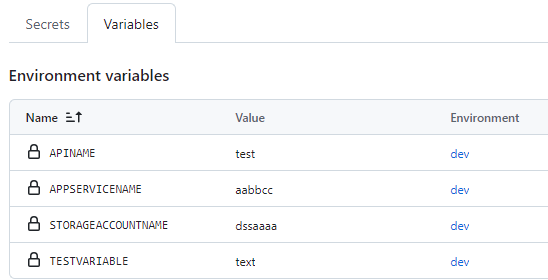 Secrets Variables
Environment variables
Name Value Environment
APINAME test dev
APPSERVICENAME aabbcc dev
STORAGEACCOUNTNAME dssaaaa dev
TESTVARIABLE text dev